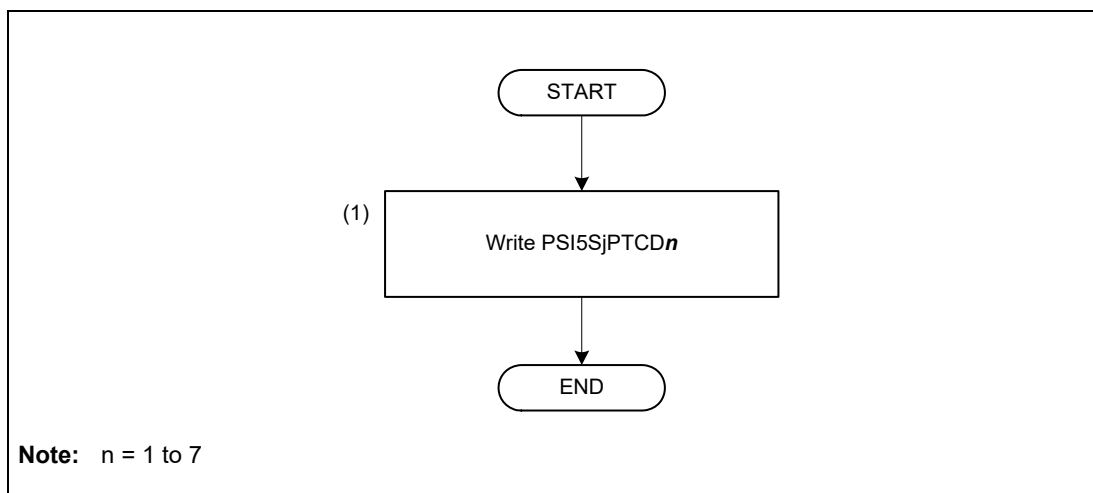 START
(1)
Write PSI5SjPTCDn
END
Note: n = 1 to 7